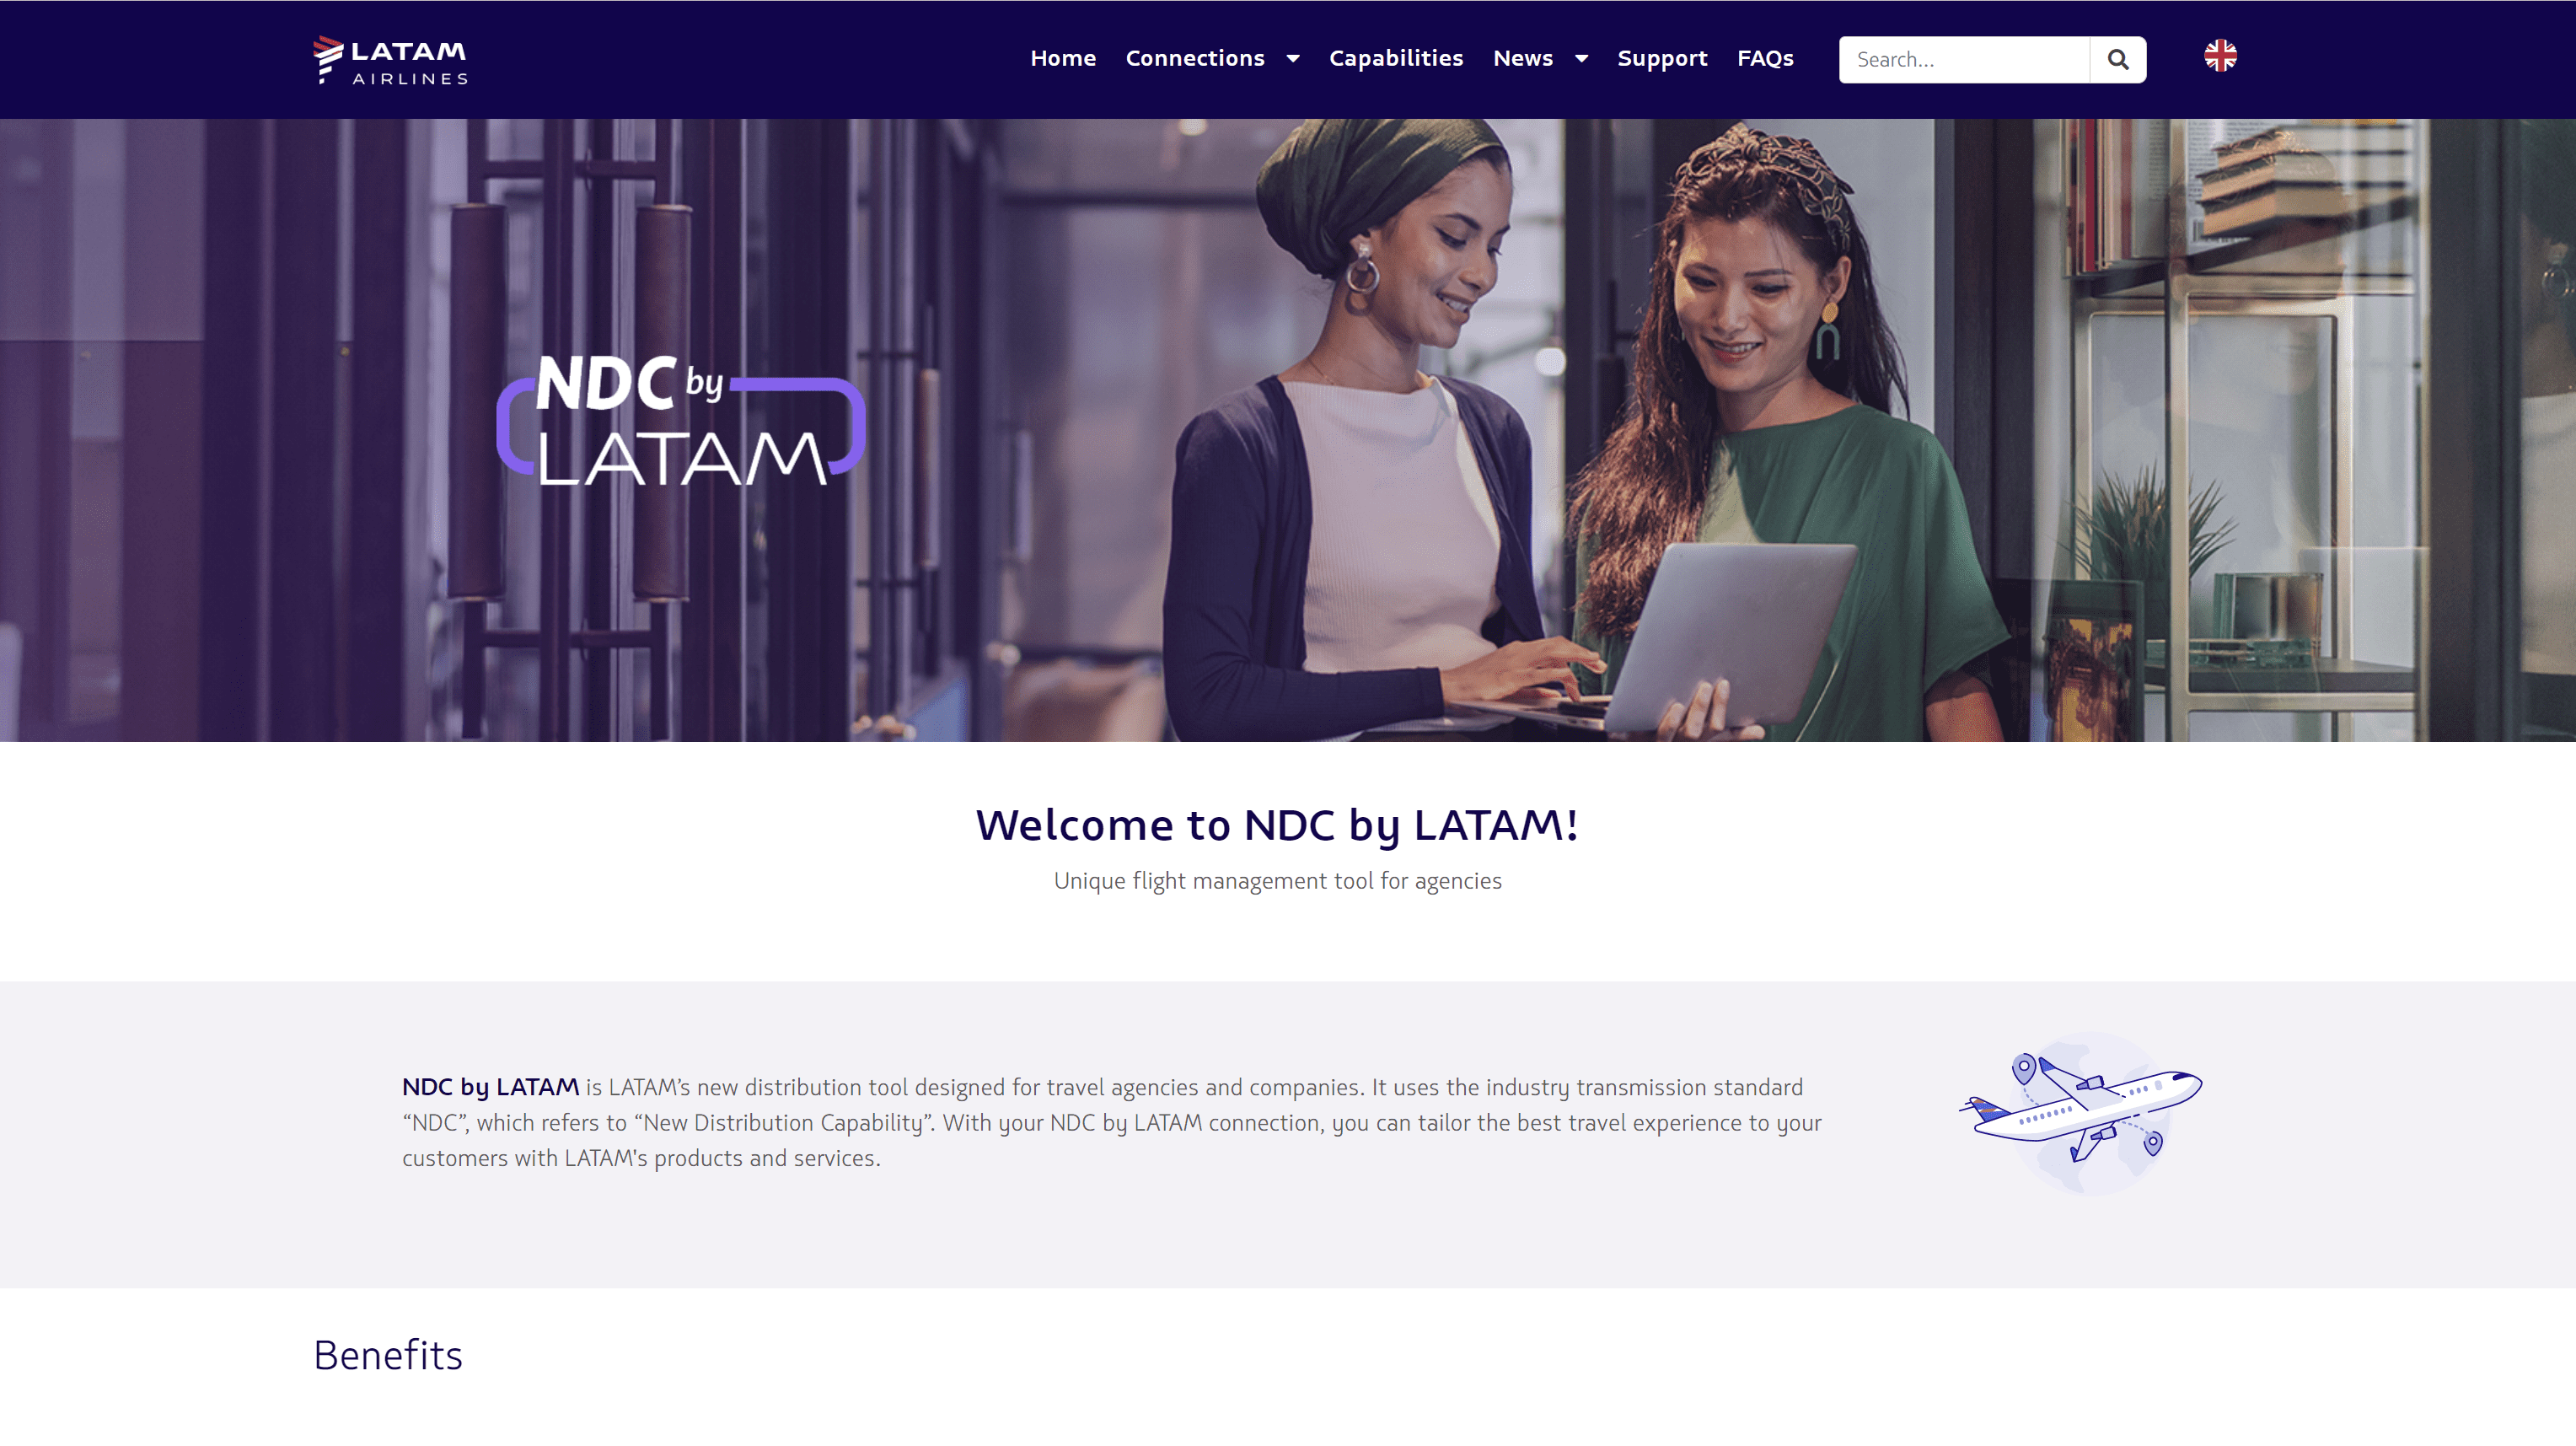 LATAM
AIRLINES
Home Connections Capabilities News Support FAQs Search...
NDC by
LATAM
Welcome to NDC by LATAM!
Unique flight management tool for agencies
NDC by LATAM is LATAM’s new distribution tool designed for travel agencies and companies. It uses the industry transmission standard
“NDC”, which refers to “New Distribution Capability”. With your NDC by LATAM connection, you can tailor the best travel experience to your
customers with LATAM's products and services.
Benefits